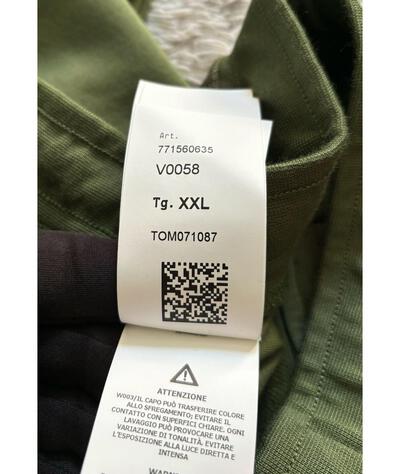 Art.
771560635
V0058
Tg. XXL
TOM071087
ATTENZIONE
W003/IL CAPO PUÒ TRASFERIRE COLORE
ALLO SFREGAMENTO; EVITARE IL
CONTATTO CON SUPERFICI CHIARE. OGNI
LAVAGGIO PUÒ PROVOCARE UNA
VARIAZIONE DI TONALITÀ. EVITARE
L'ESPOSIZIONE ALLA LUCE DIRETTA E
INTENSA